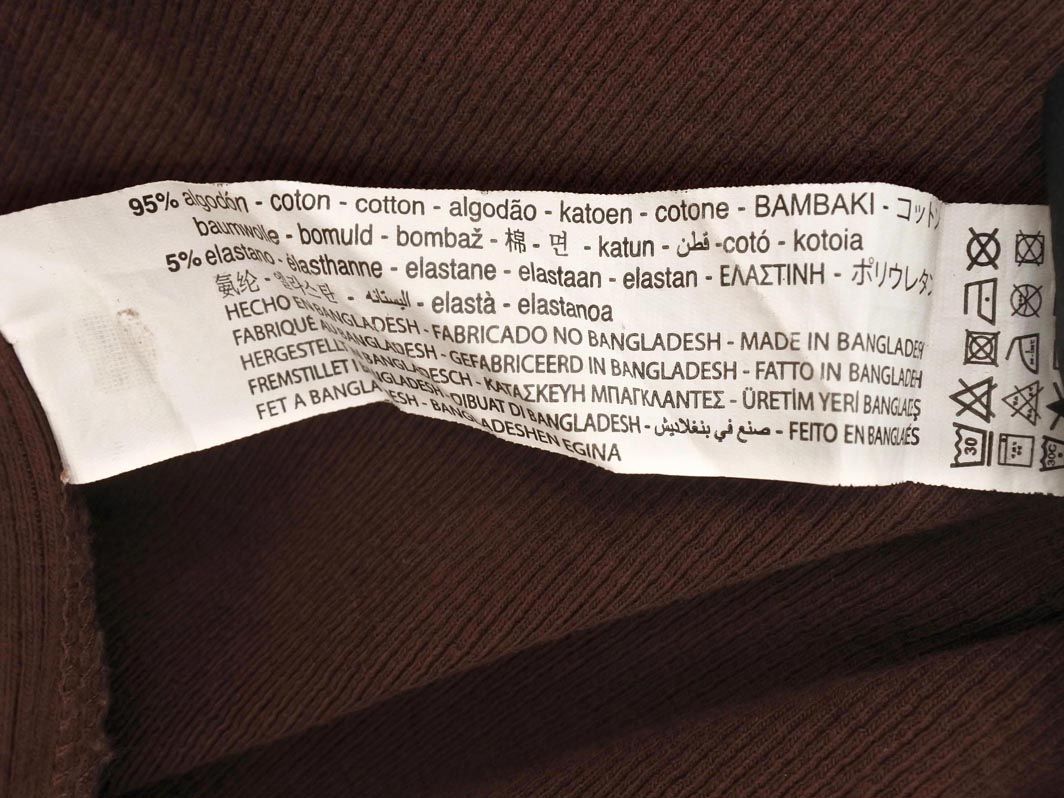 95% algodón - coton - cotton - algodão - katoen - cotone - BAMBAKI - コットン
baumwolle - bomuld - bombaž - 棉 - 면 - katun - قطن -cotó - kotoia
5% elastano - élasthanne - elastane - elastaan - elastan - ΕΛΑΣΤΙΝΗ - ポリウレタン
氨纶 - 엘라스탄 - اليستانه - elastà - elastanoa
HECHO EN BANGLADESH - FABRICADO NO BANGLADESH - MADE IN BANGLADESH
FABRIQUÉ AU BANGLADESH - GEFABRICEERD IN BANGLADESH - FATTO IN BANGLADEH
HERGESTELLT IN BANGLADESCH - ΚΑΤΑΣΚΕΥΗ ΜΠΑΓΚΛΑΝΤΕΣ - ÜRETİM YERİ BANGLADEŞ
FREMSTILLET I BANGLADESH - DIBUAT DI BANGLADESH - صنع في بنغلاديش - FEITO EN BANGLADÉS
FET A BANGLADESH - BANGLADESHEN EGINA
30
30C